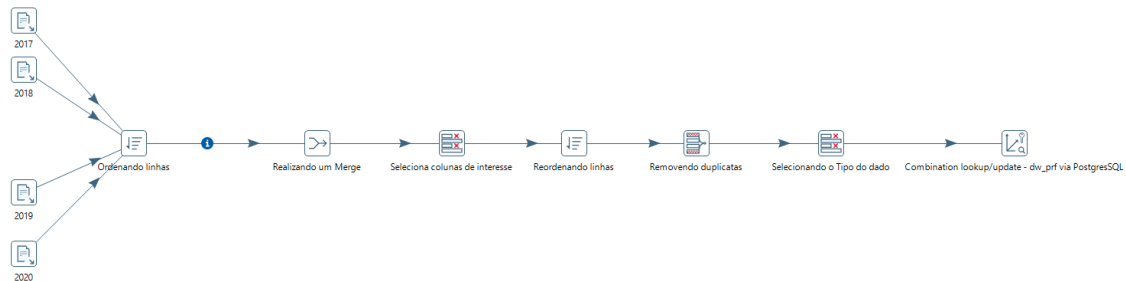 2017
2018
2019
2020
Ordenando linhas
Realizando um Merge
Seleciona colunas de interesse
Reordenando linhas
Removendo duplicatas
Selecionando o Tipo do dado
Combination lookup/update - dw_prf via PostgresSQL